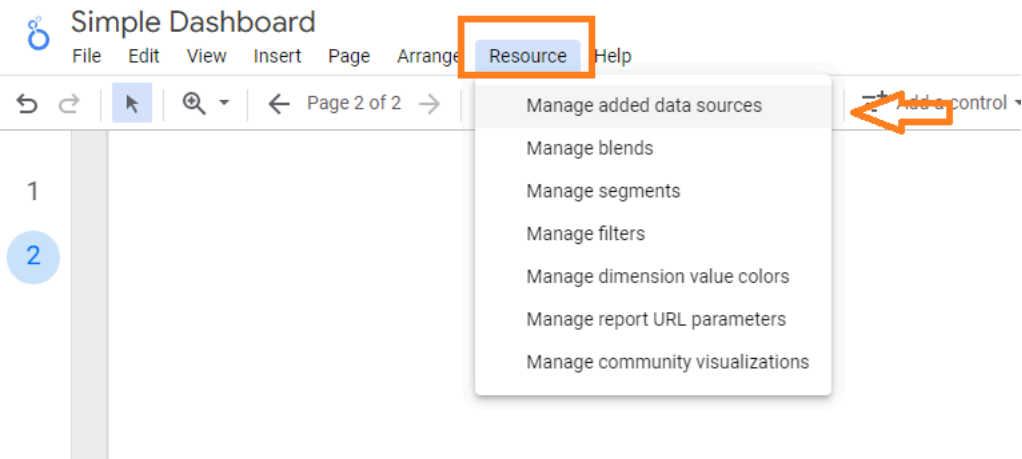 Simple Dashboard
File Edit View Insert Page Arrange Resource Help
Page 2 of 2 Add a control
Manage added data sources
Manage blends
Manage segments
Manage filters
Manage dimension value colors
Manage report URL parameters
Manage community visualizations
1
2